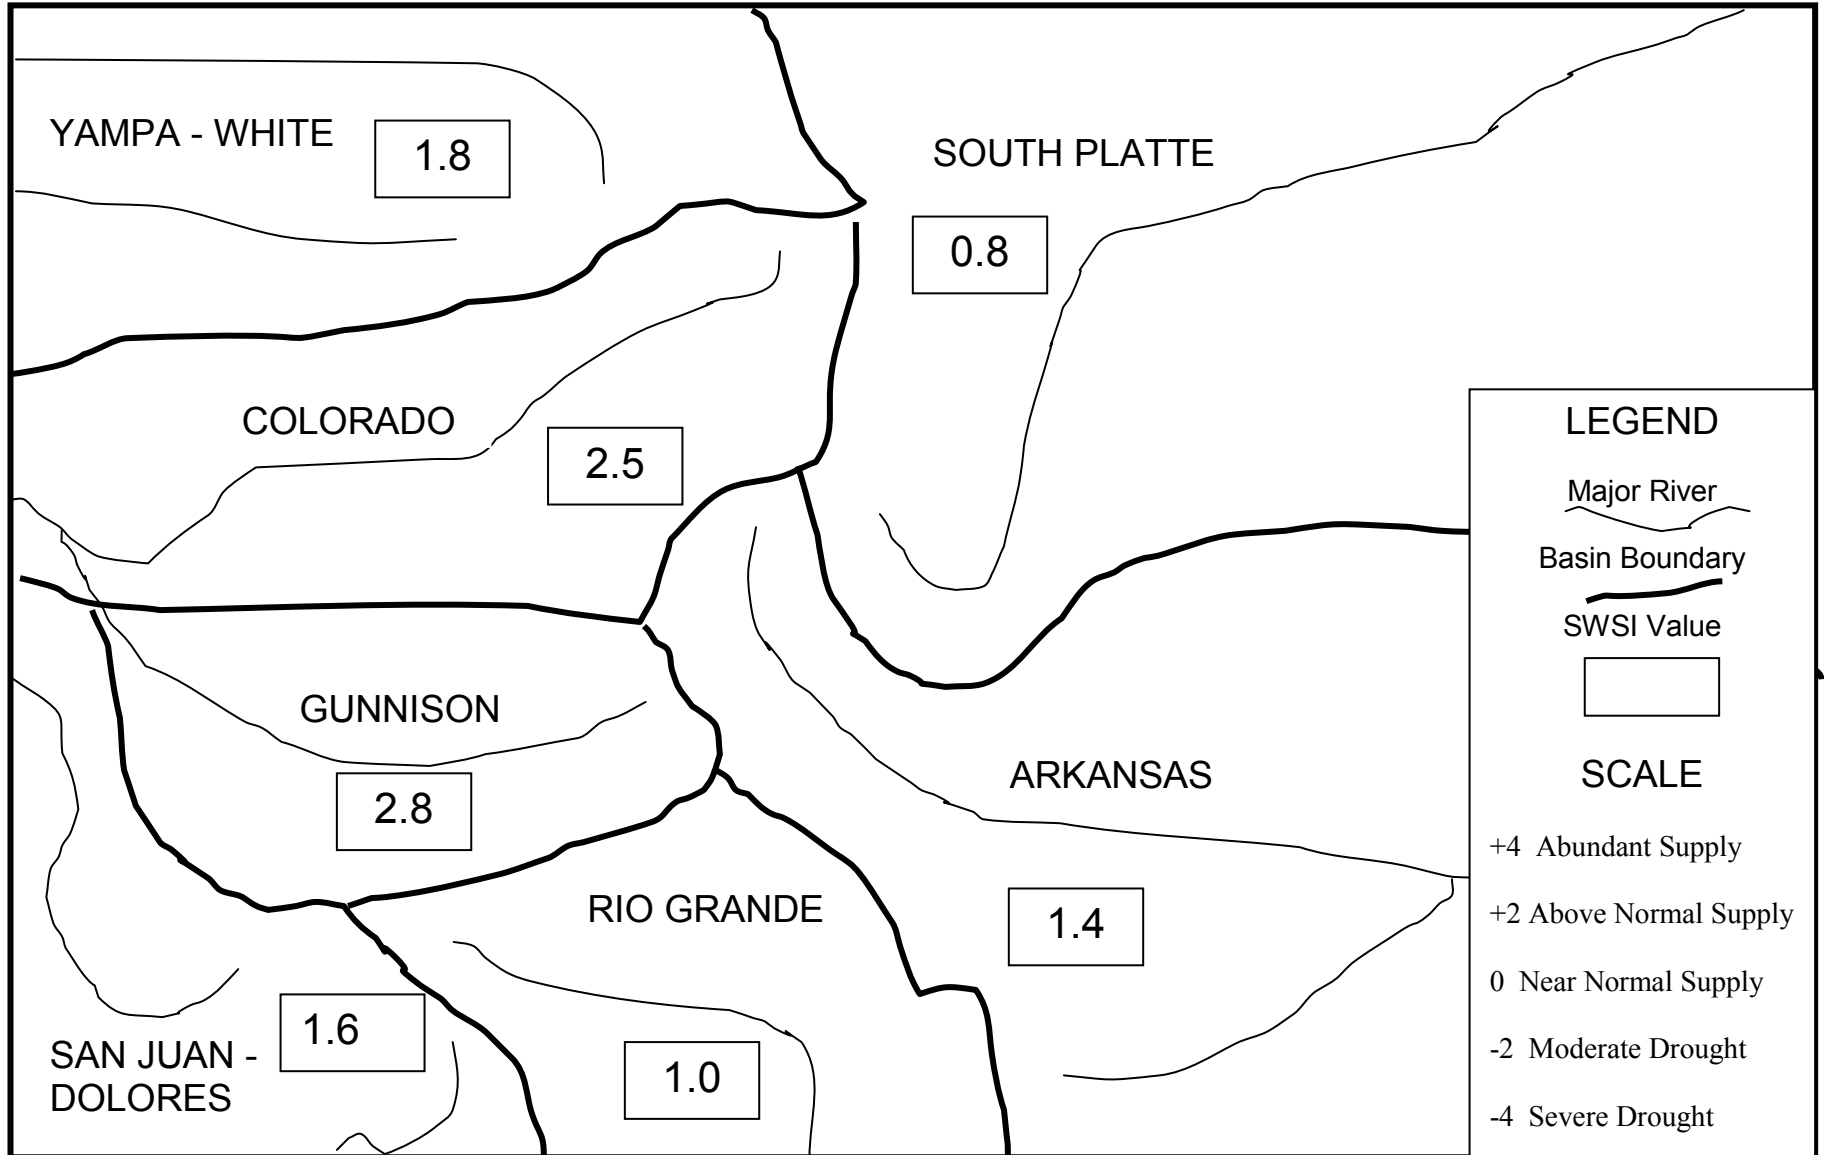 YAMPA - WHITE
1.8
SOUTH PLATTE
0.8
COLORADO
2.5
GUNNISON
2.8
ARKANSAS
1.4
RIO GRANDE
1.0
SAN JUAN -
DOLORES
1.6
LEGEND
Major River
Basin Boundary
SWSI Value
SCALE
+4 Abundant Supply
+2 Above Normal Supply
0 Near Normal Supply
-2 Moderate Drought
-4 Severe Drought